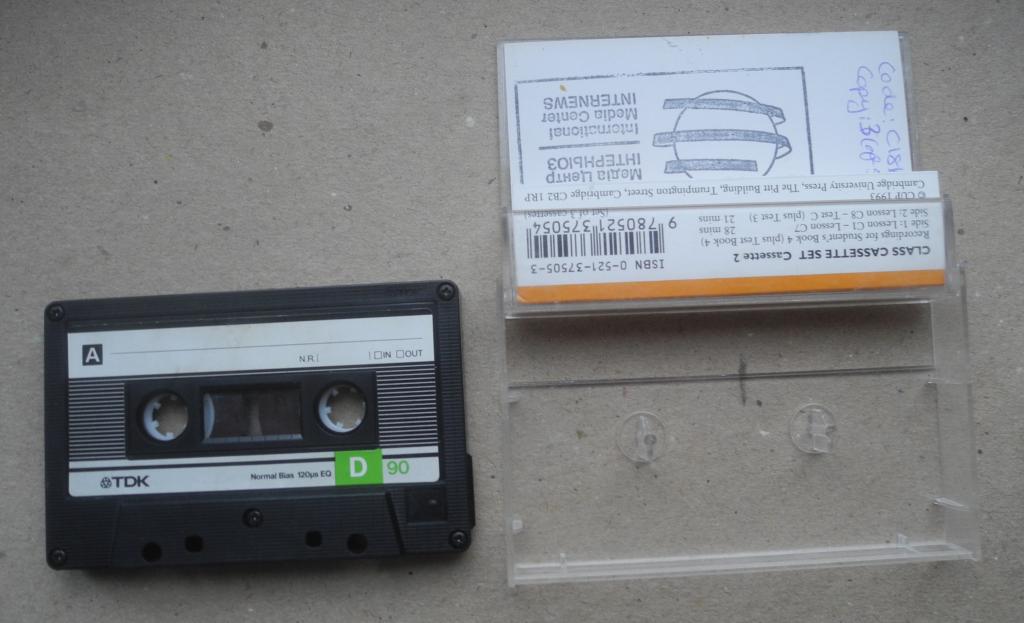 A
N.R. IN OUT
TDK Normal Bias 120μs EQ D 90
CLASS CASSETTE SET Cassette 2
Recordings for Student's Book 4 (plus Test Book 4)
Side 1: Lesson C1 – Lesson C7 28 mins
Side 2: Lesson C8 – Test C (plus Test 3) 21 mins
(Set of 3 cassettes)
ISBN 0-521-37505-3
9 780521 375054
© CUP 1993
Cambridge University Press, The Pitt Building, Trumpington Street, Cambridge CB2 1RP
Медіа Центр
ІНТЕРНЬЮЗ
International
Media Center
INTERNEWS
Code:
Copy: